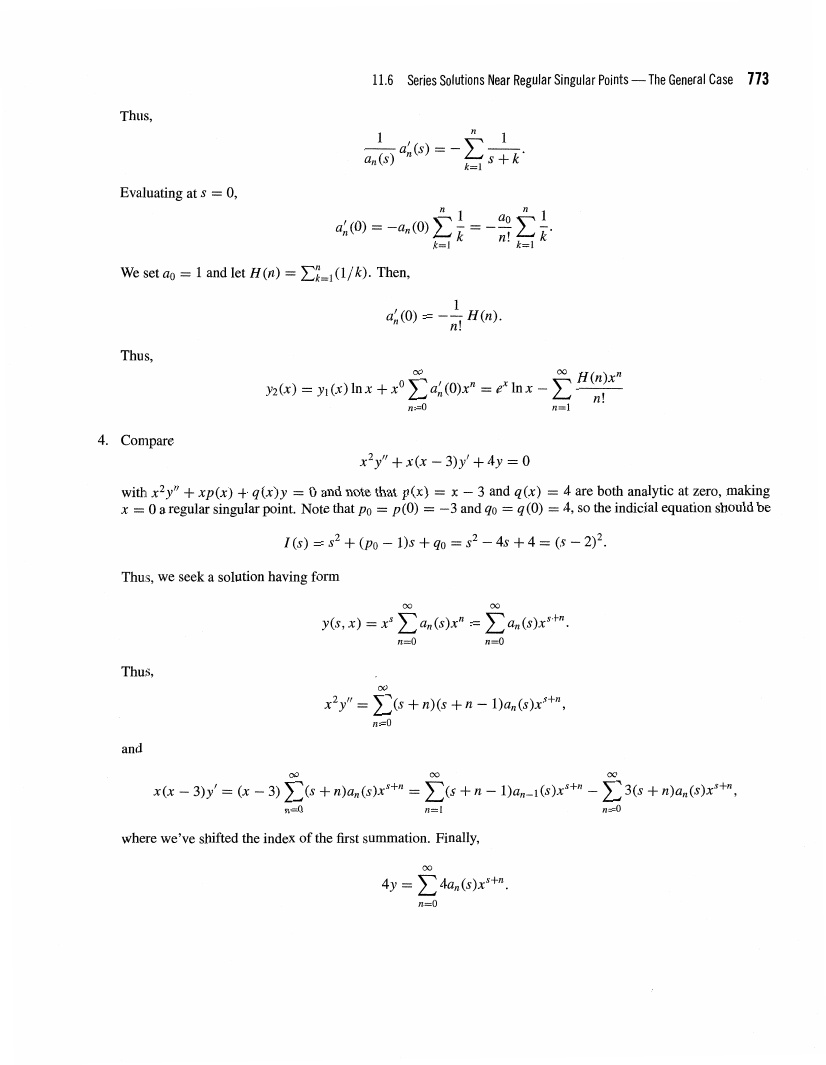 11.6 Series Solutions Near Regular Singular Points — The General Case 773
Thus,
\frac{1}{a_n(s)} a_n'(s) = -\sum_{k=1}^{n} \frac{1}{s+k}.
Evaluating at s = 0,
a_n'(0) = -a_n(0) \sum_{k=1}^{n} \frac{1}{k} = -\frac{a_0}{n!} \sum_{k=1}^{n} \frac{1}{k}.
We set a_0 = 1 and let H(n) = \sum_{k=1}^{n}(1/k). Then,
a_n'(0) = -\frac{1}{n!} H(n).
Thus,
y_2(x) = y_1(x) \ln x + x^0 \sum_{n=0}^{\infty} a_n'(0)x^n = e^x \ln x - \sum_{n=1}^{\infty} \frac{H(n)x^n}{n!}
4. Compare
x^2y'' + x(x - 3)y' + 4y = 0
with x^2y'' + xp(x) + q(x)y = 0 and note that p(x) = x - 3 and q(x) = 4 are both analytic at zero, making
x = 0 a regular singular point. Note that p_0 = p(0) = -3 and q_0 = q(0) = 4, so the indicial equation should be
I(s) = s^2 + (p_0 - 1)s + q_0 = s^2 - 4s + 4 = (s - 2)^2.
Thus, we seek a solution having form
y(s, x) = x^s \sum_{n=0}^{\infty} a_n(s)x^n = \sum_{n=0}^{\infty} a_n(s)x^{s+n}.
Thus,
x^2y'' = \sum_{n=0}^{\infty}(s + n)(s + n - 1)a_n(s)x^{s+n},
and
x(x - 3)y' = (x - 3) \sum_{n=0}^{\infty}(s + n)a_n(s)x^{s+n} = \sum_{n=1}^{\infty}(s + n - 1)a_{n-1}(s)x^{s+n} - \sum_{n=0}^{\infty} 3(s + n)a_n(s)x^{s+n},
where we've shifted the index of the first summation. Finally,
4y = \sum_{n=0}^{\infty} 4a_n(s)x^{s+n}.